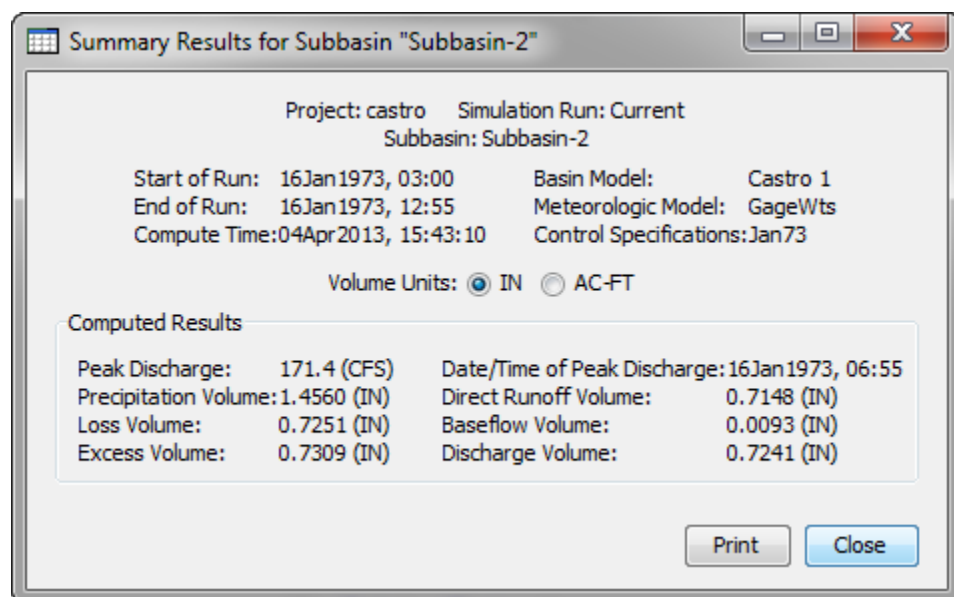 Summary Results for Subbasin "Subbasin-2"
Project: castro Simulation Run: Current
Subbasin: Subbasin-2
Start of Run: 16Jan1973, 03:00 Basin Model: Castro 1
End of Run: 16Jan1973, 12:55 Meteorologic Model: GageWts
Compute Time:04Apr2013, 15:43:10 Control Specifications:Jan73
Volume Units: IN AC-FT
Computed Results
Peak Discharge: 171.4 (CFS) Date/Time of Peak Discharge:16Jan1973, 06:55
Precipitation Volume:1.4560 (IN) Direct Runoff Volume: 0.7148 (IN)
Loss Volume: 0.7251 (IN) Baseflow Volume: 0.0093 (IN)
Excess Volume: 0.7309 (IN) Discharge Volume: 0.7241 (IN)
Print Close